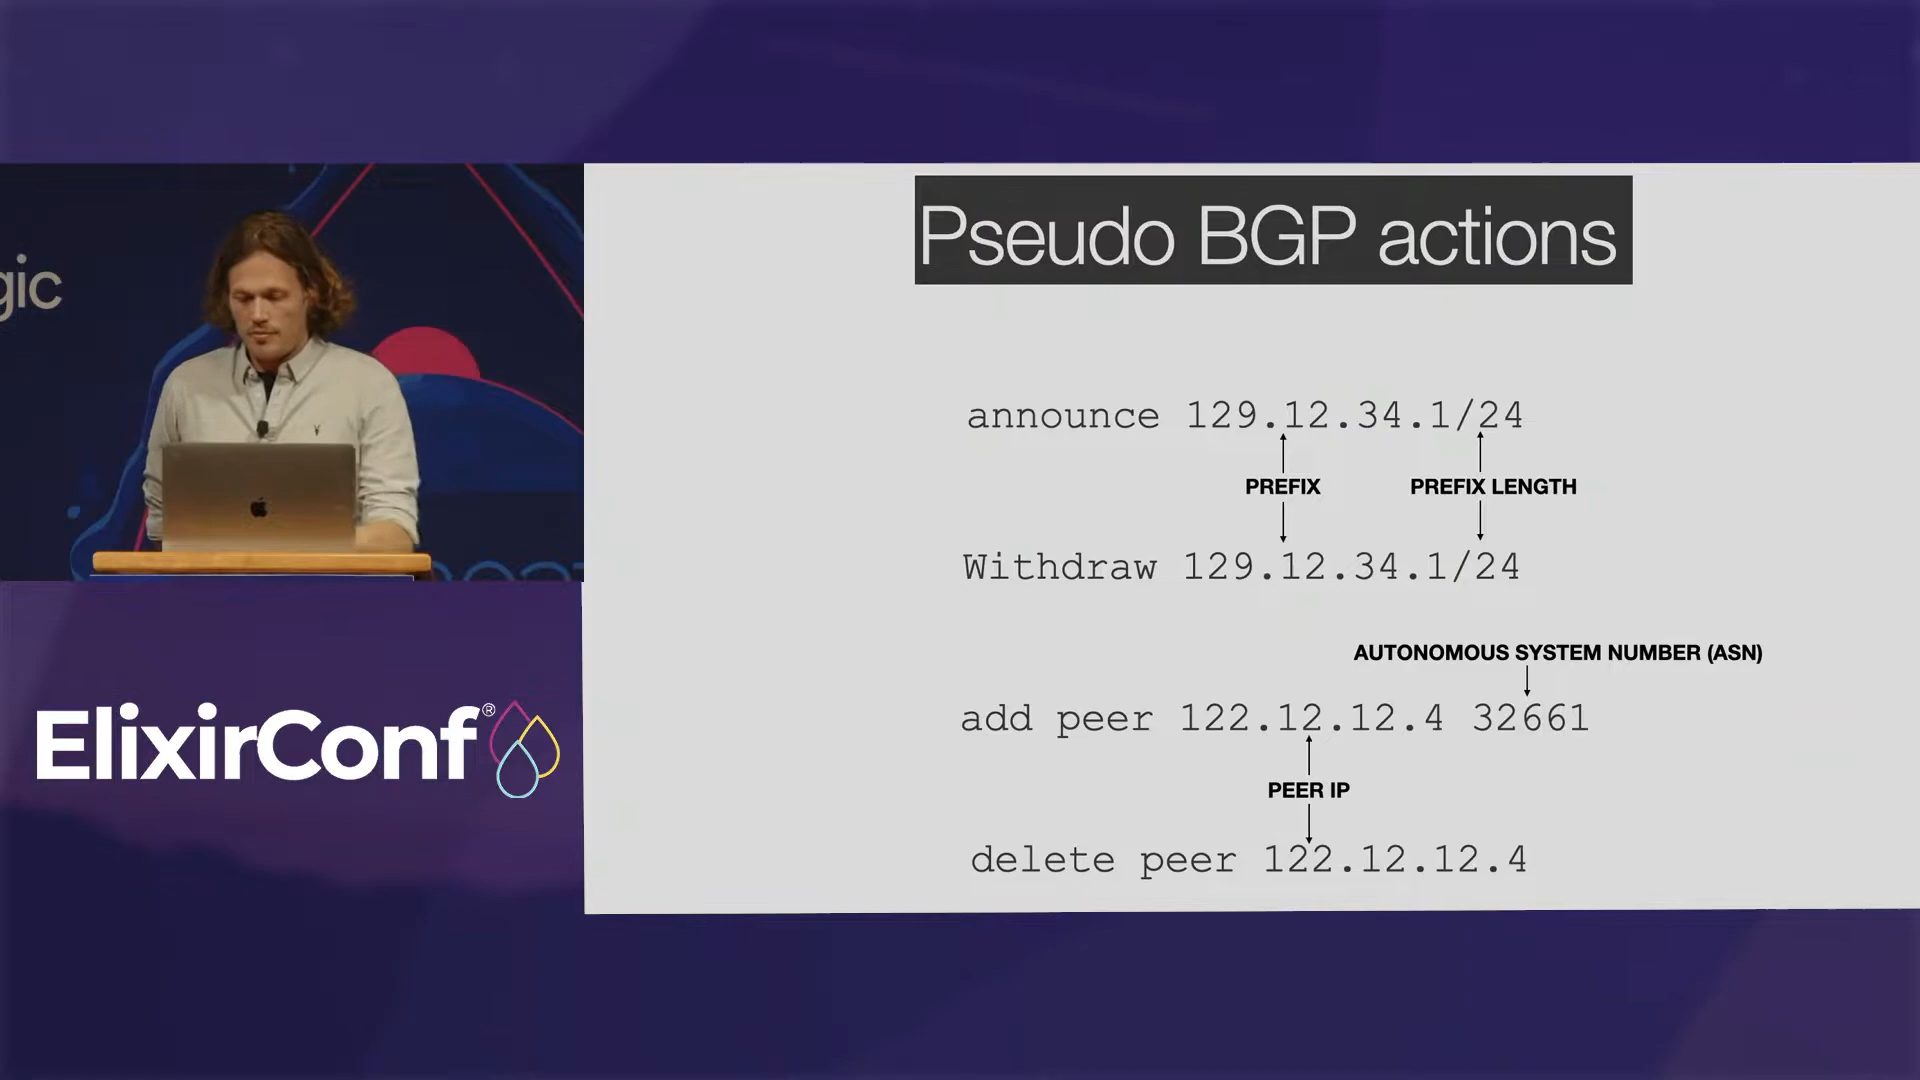 gic
Pseudo BGP actions
announce 129.12.34.1/24
PREFIX PREFIX LENGTH
Withdraw 129.12.34.1/24
AUTONOMOUS SYSTEM NUMBER (ASN)
add peer 122.12.12.4 32661
PEER IP
delete peer 122.12.12.4
ElixirConf®